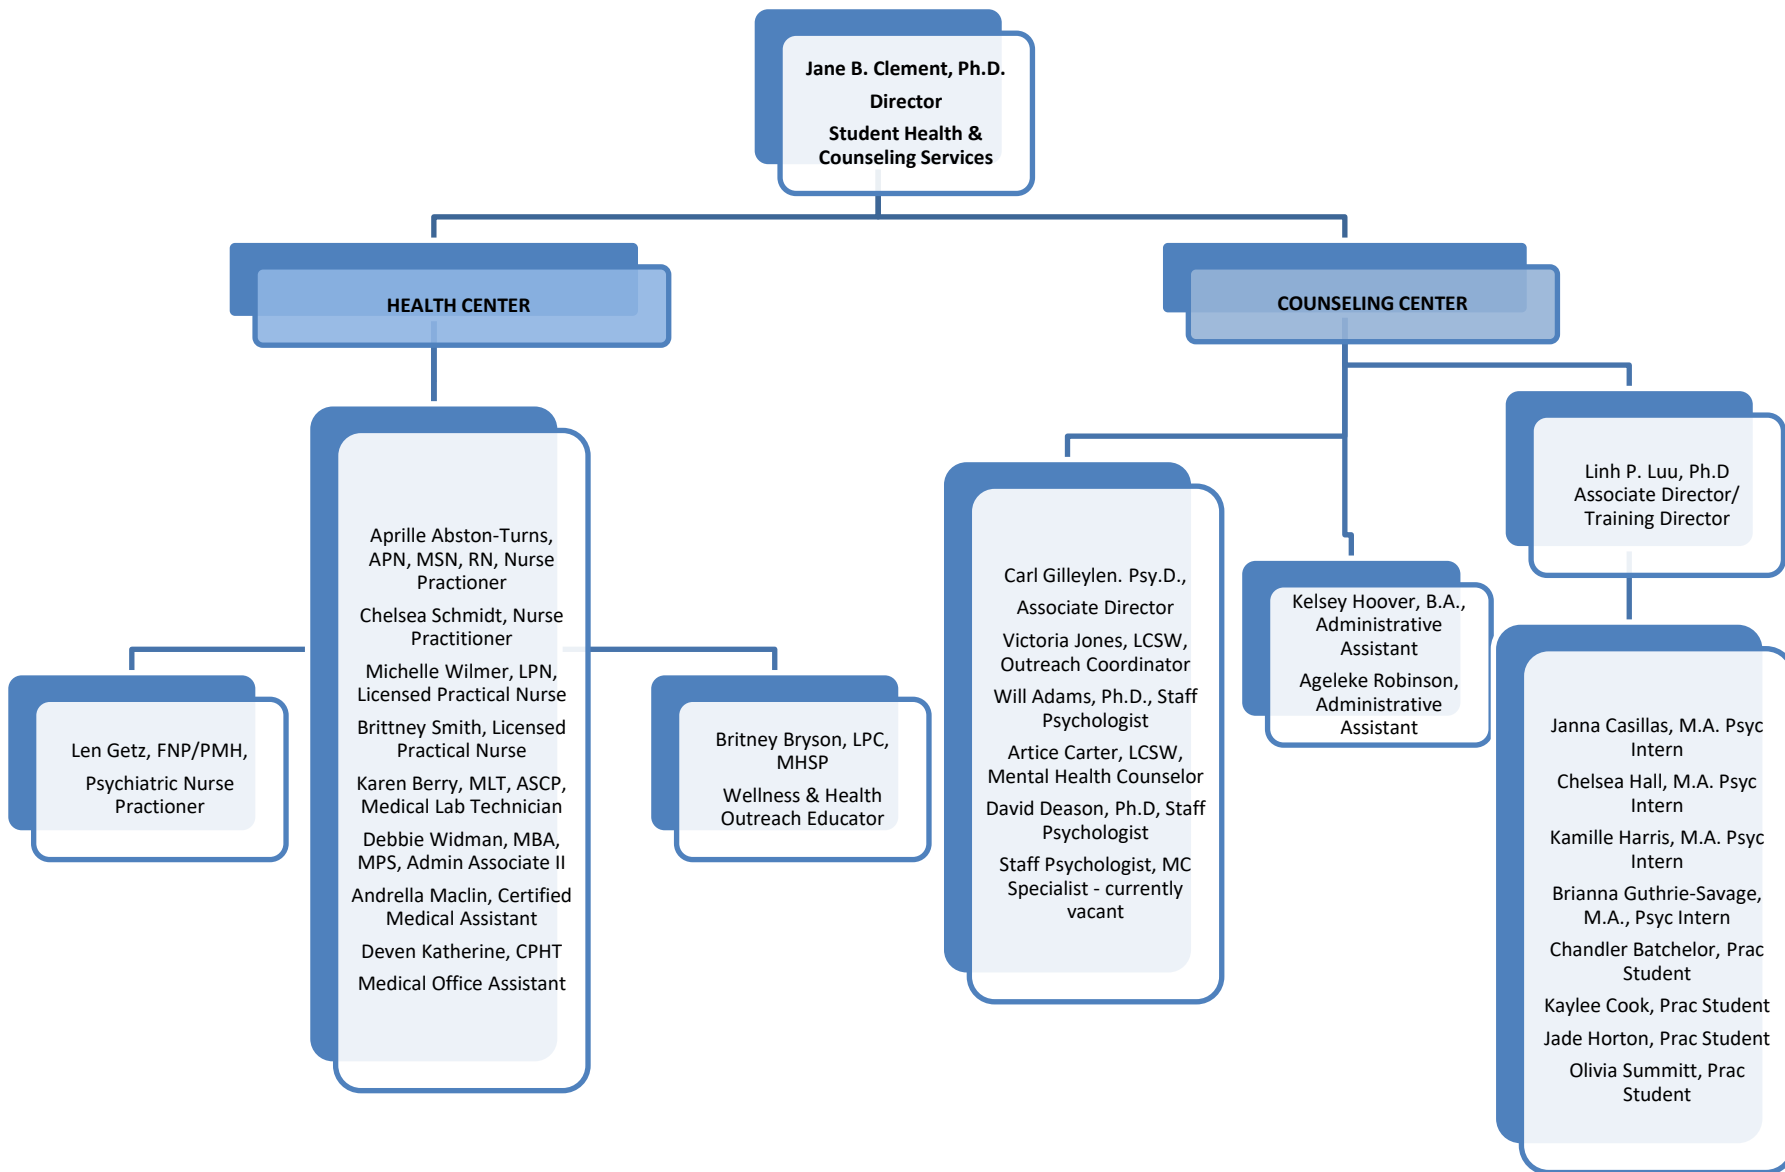 Jane B. Clement, Ph.D.
Director
Student Health &
Counseling Services
HEALTH CENTER
COUNSELING CENTER
Aprille Abston-Turns,
APN, MSN, RN, Nurse
Practioner
Chelsea Schmidt, Nurse
Practitioner
Michelle Wilmer, LPN,
Licensed Practical Nurse
Brittney Smith, Licensed
Practical Nurse
Karen Berry, MLT, ASCP,
Medical Lab Technician
Debbie Widman, MBA,
MPS, Admin Associate II
Andrella Maclin, Certified
Medical Assistant
Deven Katherine, CPHT
Medical Office Assistant
Len Getz, FNP/PMH,
Psychiatric Nurse
Practioner
Britney Bryson, LPC,
MHSP
Wellness & Health
Outreach Educator
Carl Gilleylen. Psy.D.,
Associate Director
Victoria Jones, LCSW,
Outreach Coordinator
Will Adams, Ph.D., Staff
Psychologist
Artice Carter, LCSW,
Mental Health Counselor
David Deason, Ph.D, Staff
Psychologist
Staff Psychologist, MC
Specialist - currently
vacant
Kelsey Hoover, B.A.,
Administrative
Assistant
Ageleke Robinson,
Administrative
Assistant
Linh P. Luu, Ph.D
Associate Director/
Training Director
Janna Casillas, M.A. Psyc
Intern
Chelsea Hall, M.A. Psyc
Intern
Kamille Harris, M.A. Psyc
Intern
Brianna Guthrie-Savage,
M.A., Psyc Intern
Chandler Batchelor, Prac
Student
Kaylee Cook, Prac Student
Jade Horton, Prac Student
Olivia Summitt, Prac
Student